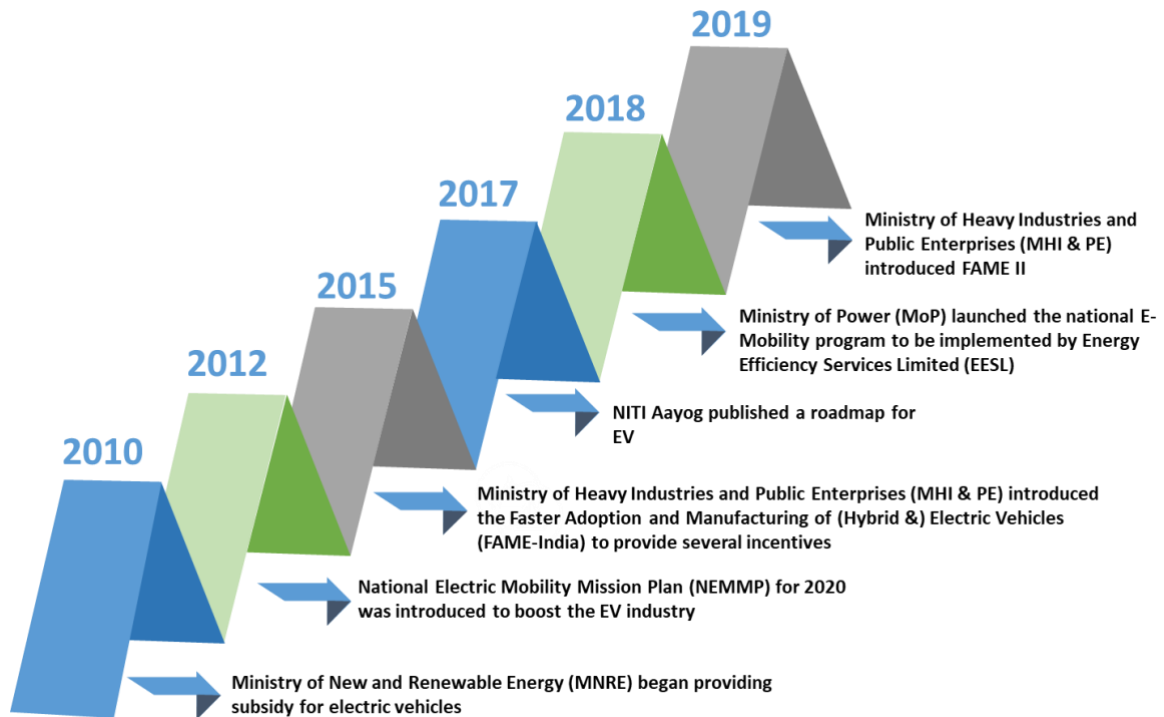 2019
2018
2017
2015
2012
2010
Ministry of Heavy Industries and
Public Enterprises (MHI & PE)
introduced FAME II
Ministry of Power (MoP) launched the national E-
Mobility program to be implemented by Energy
Efficiency Services Limited (EESL)
NITI Aayog published a roadmap for
EV
Ministry of Heavy Industries and Public Enterprises (MHI & PE) introduced
the Faster Adoption and Manufacturing of (Hybrid &) Electric Vehicles
(FAME-India) to provide several incentives
National Electric Mobility Mission Plan (NEMMP) for 2020
was introduced to boost the EV industry
Ministry of New and Renewable Energy (MNRE) began providing
subsidy for electric vehicles